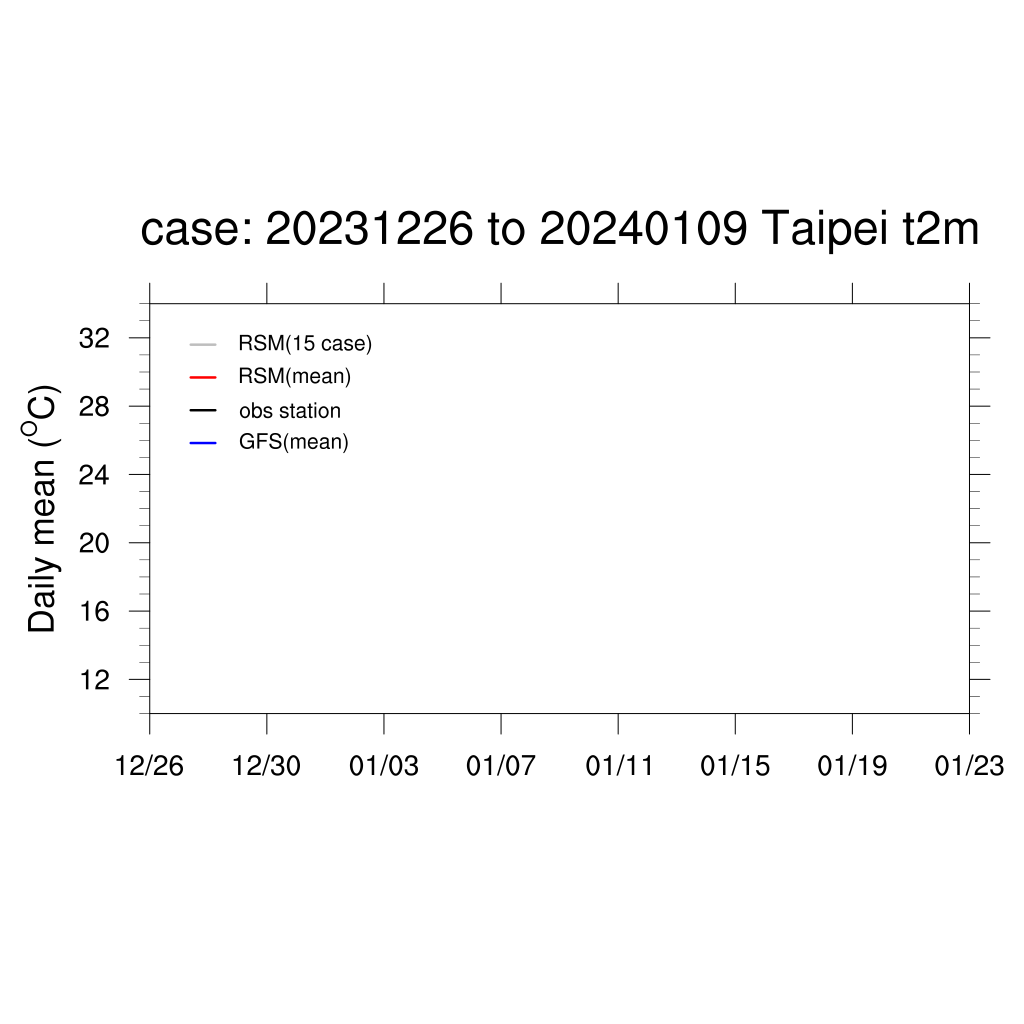 case: 20231226 to 20240109 Taipei t2m
Daily mean (°C)
32
28
24
20
16
12
RSM(15 case)
RSM(mean)
obs station
GFS(mean)
12/26 12/30 01/03 01/07 01/11 01/15 01/19 01/23